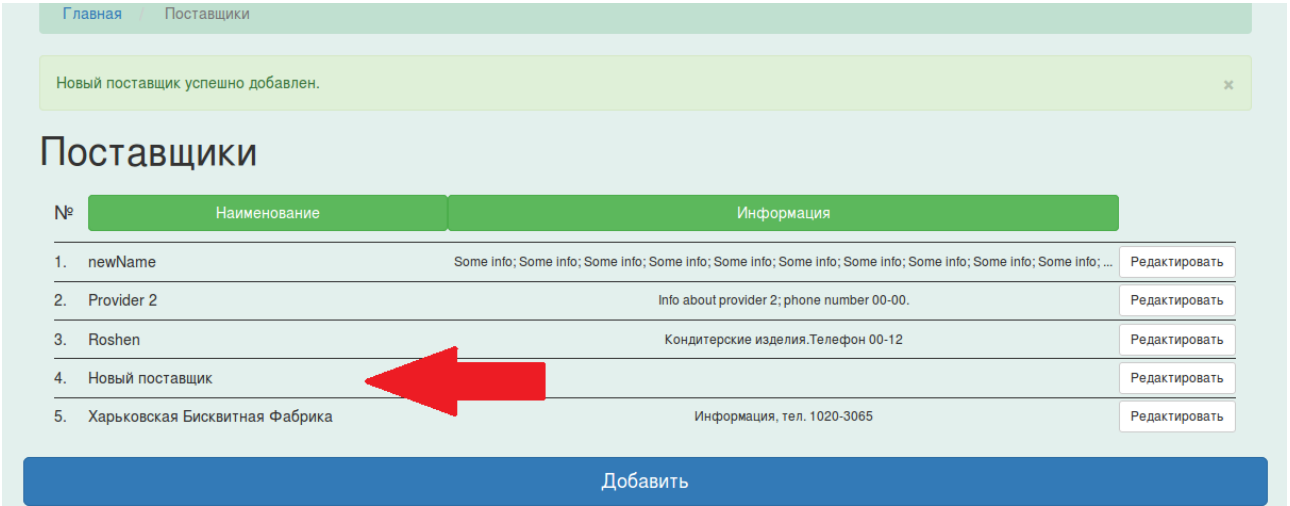 Главная / Поставщики
Новый поставщик успешно добавлен. ×
Поставщики
№ Наименование Информация
1. newName Some info; Some info; Some info; Some info; Some info; Some info; Some info; Some info; Some info; Some info; ... Редактировать
2. Provider 2 Info about provider 2; phone number 00-00. Редактировать
3. Roshen Кондитерские изделия.Телефон 00-12 Редактировать
4. Новый поставщик Редактировать
5. Харьковская Бисквитная Фабрика Информация, тел. 1020-3065 Редактировать
Добавить